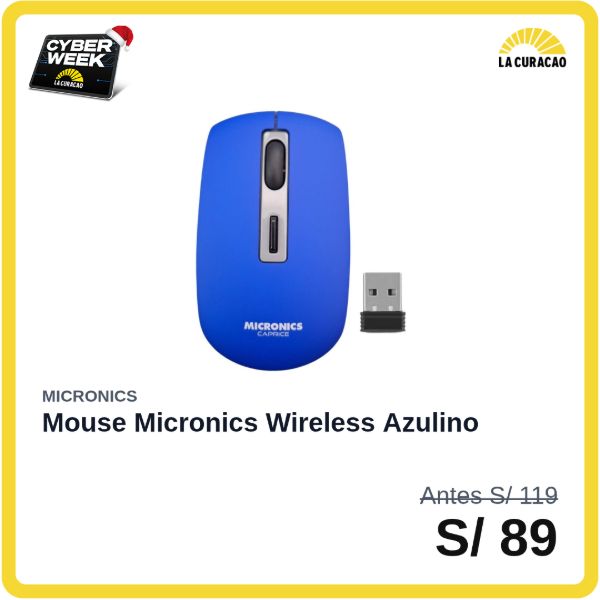 CYBER
WEEK
LA CURACAO
LA CURACAO
MICRONICS
CAPRICE
MICRONICS
Mouse Micronics Wireless Azulino
Antes S/ 119
S/ 89